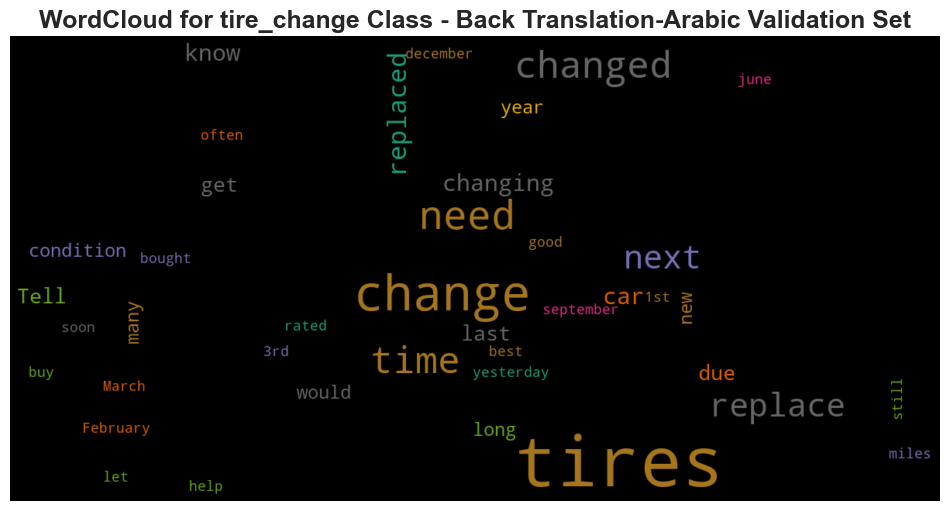 WordCloud for tire_change Class - Back Translation-Arabic Validation Set
know
december
changed
june
replaced
year
often
get
changing
need
good
condition
bought
next
Tell
change
car
1st
new
september
many
soon
rated
last
3rd
best
time
buy
yesterday
due
March
would
replace
still
February
long
miles
tires
let
help